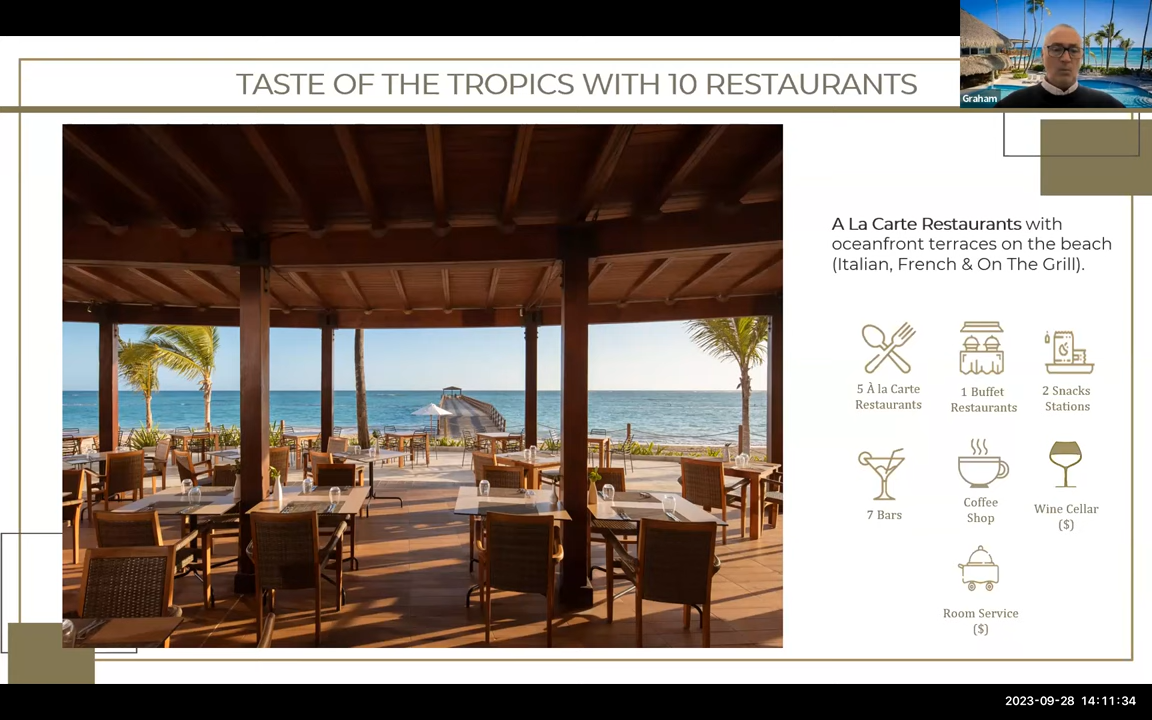 TASTE OF THE TROPICS WITH 10 RESTAURANTS
Graham
A La Carte Restaurants with
oceanfront terraces on the beach
(Italian, French & On The Grill).
5 À la Carte
Restaurants
1 Buffet
Restaurants
2 Snacks
Stations
7 Bars
Coffee
Shop
Wine Cellar
($)
Room Service
($)
2023-09-28 14:11:34